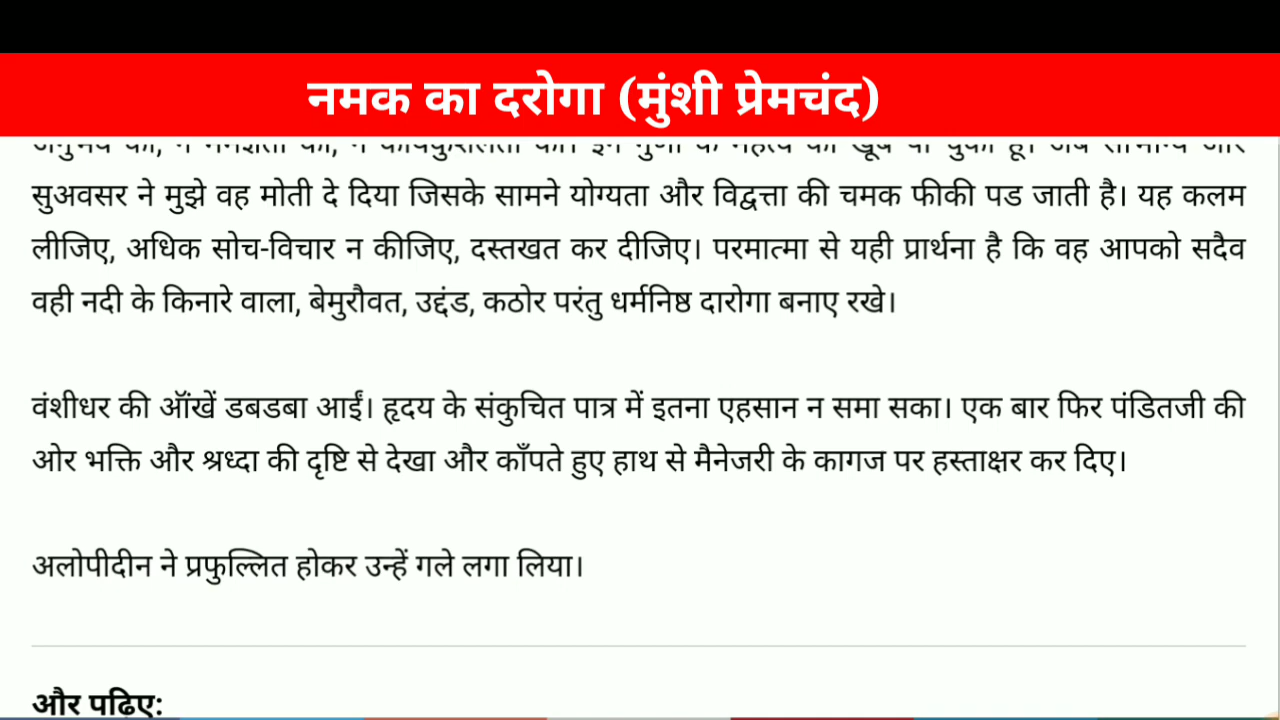 नमक का दरोगा (मुंशी प्रेमचंद)
सुअवसर ने मुझे वह मोती दे दिया जिसके सामने योग्यता और विद्वत्ता की चमक फीकी पड जाती है। यह कलम
लीजिए, अधिक सोच-विचार न कीजिए, दस्तखत कर दीजिए। परमात्मा से यही प्रार्थना है कि वह आपको सदैव
वही नदी के किनारे वाला, बेमुरौवत, उद्दंड, कठोर परंतु धर्मनिष्ठ दारोगा बनाए रखे।
वंशीधर की ऑंखें डबडबा आईं। हृदय के संकुचित पात्र में इतना एहसान न समा सका। एक बार फिर पंडितजी की
ओर भक्ति और श्रध्दा की दृष्टि से देखा और काँपते हुए हाथ से मैनेजरी के कागज पर हस्ताक्षर कर दिए।
अलोपीदीन ने प्रफुल्लित होकर उन्हें गले लगा लिया।
और पढ़िए: